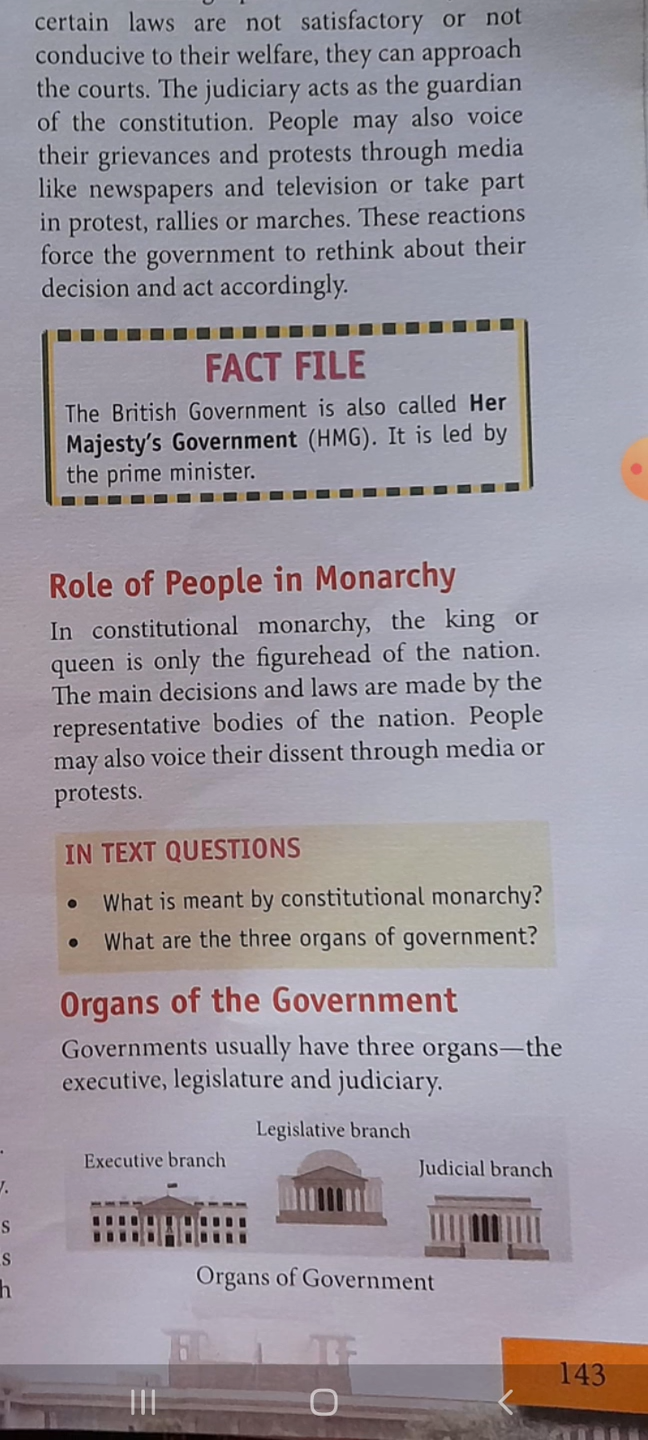 certain laws are not satisfactory or not
conducive to their welfare, they can approach
the courts. The judiciary acts as the guardian
of the constitution. People may also voice
their grievances and protests through media
like newspapers and television or take part
in protest, rallies or marches. These reactions
force the government to rethink about their
decision and act accordingly.
FACT FILE
The British Government is also called Her
Majesty's Government (HMG). It is led by
the prime minister.
Role of People in Monarchy
In constitutional monarchy, the king or
queen is only the figurehead of the nation.
The main decisions and laws are made by the
representative bodies of the nation. People
may also voice their dissent through media or
protests.
IN TEXT QUESTIONS
• What is meant by constitutional monarchy?
• What are the three organs of government?
Organs of the Government
Governments usually have three organs—the
executive, legislature and judiciary.
Legislative branch
Executive branch
Judicial branch
Organs of Government
143